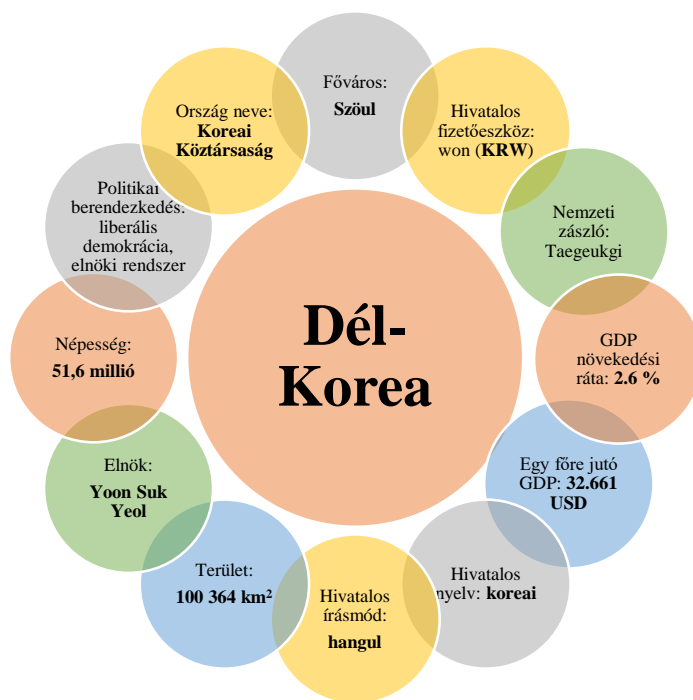 Dél-
Korea
Főváros:
Szöul
Hivatalos
fizetőeszköz:
won (KRW)
Nemzeti
zászló:
Taegeukgi
GDP
növekedési
ráta: 2.6 %
Egy főre jutó
GDP: 32.661
USD
Hivatalos
nyelv: koreai
Hivatalos
írásmód:
hangul
Terület:
100 364 km²
Elnök:
Yoon Suk
Yeol
Népesség:
51,6 millió
Politikai
berendezkedés:
liberális
demokrácia,
elnöki rendszer
Ország neve:
Koreai
Köztársaság